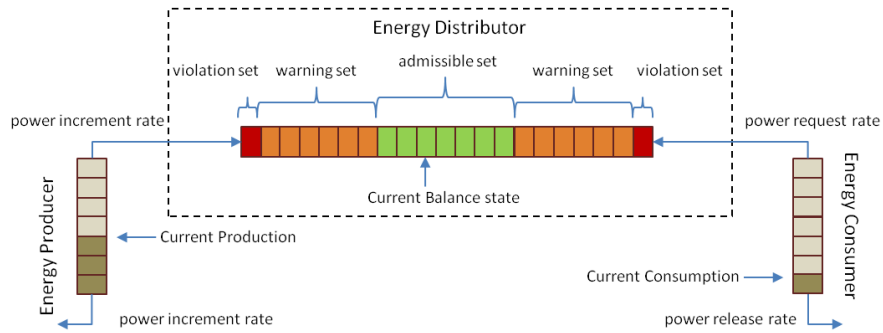 Energy Distributor
violation set
warning set
admissible set
warning set
violation set
power increment rate
power request rate
Current Balance state
Energy Producer
Current Production
Energy Consumer
Current Consumption
power increment rate
power release rate